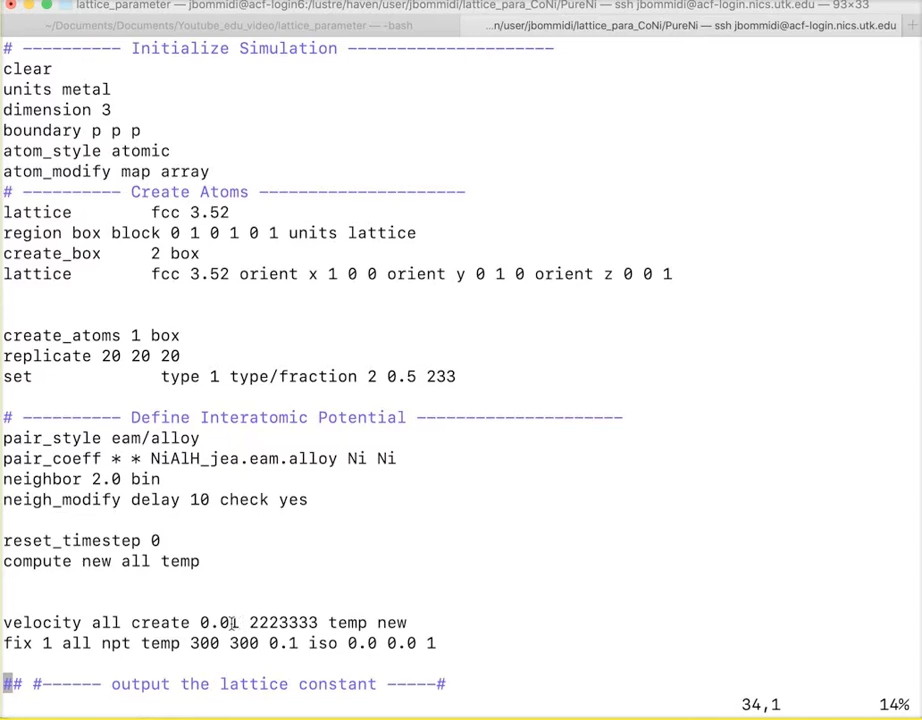 lattice_parameter — jbommidi@acf-login6:/lustre/haven/user/jbommidi/lattice_para_CoNi/PureNi — ssh jbommidi@acf-login.nics.utk.edu — 93×33
~/Documents/Documents/Youtube_edu_video/lattice_parameter — -bash
...n/user/jbommidi/lattice_para_CoNi/PureNi — ssh jbommidi@acf-login.nics.utk.edu
# ---------- Initialize Simulation ---------------------
clear
units metal
dimension 3
boundary p p p
atom_style atomic
atom_modify map array
# ---------- Create Atoms ---------------------
lattice        fcc 3.52
region box block 0 1 0 1 0 1 units lattice
create_box     2 box
lattice        fcc 3.52 orient x 1 0 0 orient y 0 1 0 orient z 0 0 1
create_atoms 1 box
replicate 20 20 20
set             type 1 type/fraction 2 0.5 233
# ---------- Define Interatomic Potential ---------------------
pair_style eam/alloy
pair_coeff * * NiAlH_jea.eam.alloy Ni Ni
neighbor 2.0 bin
neigh_modify delay 10 check yes
reset_timestep 0
compute new all temp
velocity all create 0.01 2223333 temp new
fix 1 all npt temp 300 300 0.1 iso 0.0 0.0 1
## #------ output the lattice constant -----#
34,1          14%